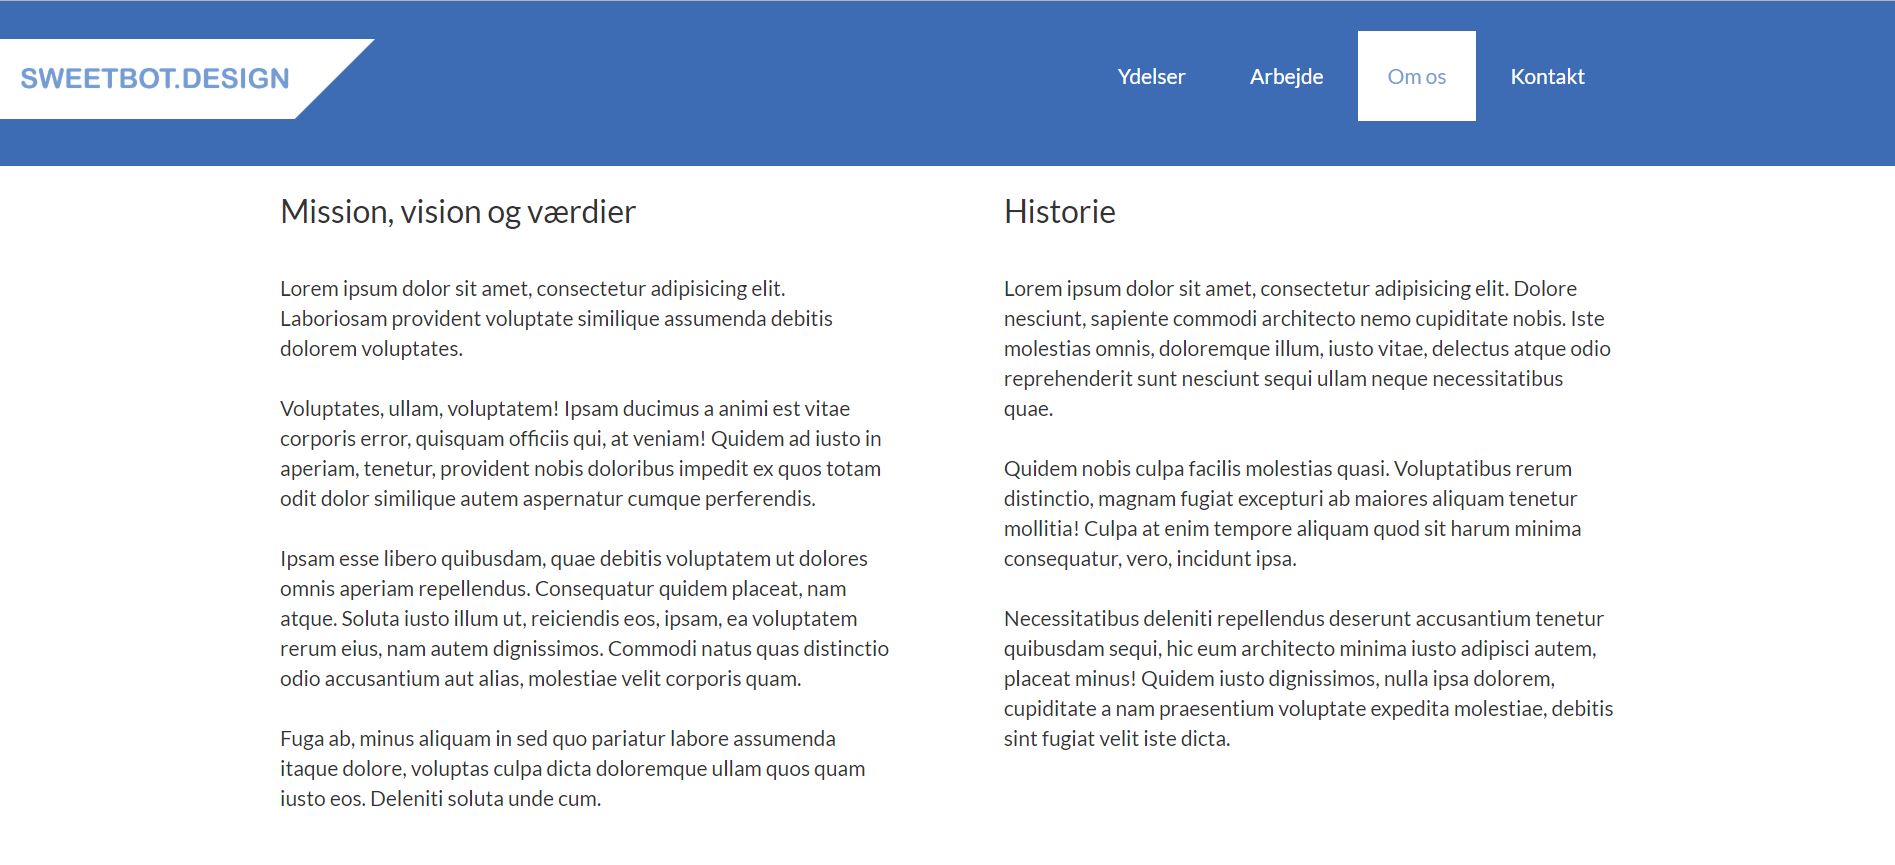 SWEETBOT.DESIGN
Ydelser
Arbejde
Om os
Kontakt
Mission, vision og værdier
Lorem ipsum dolor sit amet, consectetur adipisicing elit.
Laboriosam provident voluptate similique assumenda debitis
dolorem voluptates.
Voluptates, ullam, voluptatem! Ipsam ducimus a animi est vitae
corporis error, quisquam officiis qui, at veniam! Quidem ad iusto in
aperiam, tenetur, provident nobis doloribus impedit ex quos totam
odit dolor similique autem aspernatur cumque perferendis.
Ipsam esse libero quibusdam, quae debitis voluptatem ut dolores
omnis aperiam repellendus. Consequatur quidem placeat, nam
atque. Soluta iusto illum ut, reiciendis eos, ipsam, ea voluptatem
rerum eius, nam autem dignissimos. Commodi natus quas distinctio
odio accusantium aut alias, molestiae velit corporis quam.
Fuga ab, minus aliquam in sed quo pariatur labore assumenda
itaque dolore, voluptas culpa dicta doloremque ullam quos quam
iusto eos. Deleniti soluta unde cum.
Historie
Lorem ipsum dolor sit amet, consectetur adipisicing elit. Dolore
nesciunt, sapiente commodi architecto nemo cupiditate nobis. Iste
molestias omnis, doloremque illum, iusto vitae, delectus atque odio
reprehenderit sunt nesciunt sequi ullam neque necessitatibus
quae.
Quidem nobis culpa facilis molestias quasi. Voluptatibus rerum
distinctio, magnam fugiat excepturi ab maiores aliquam tenetur
mollitia! Culpa at enim tempore aliquam quod sit harum minima
consequatur, vero, incidunt ipsa.
Necessitatibus deleniti repellendus deserunt accusantium tenetur
quibusdam sequi, hic eum architecto minima iusto adipisci autem,
placeat minus! Quidem iusto dignissimos, nulla ipsa dolorem,
cupiditate a nam praesentium voluptate expedita molestiae, debitis
sint fugiat velit iste dicta.